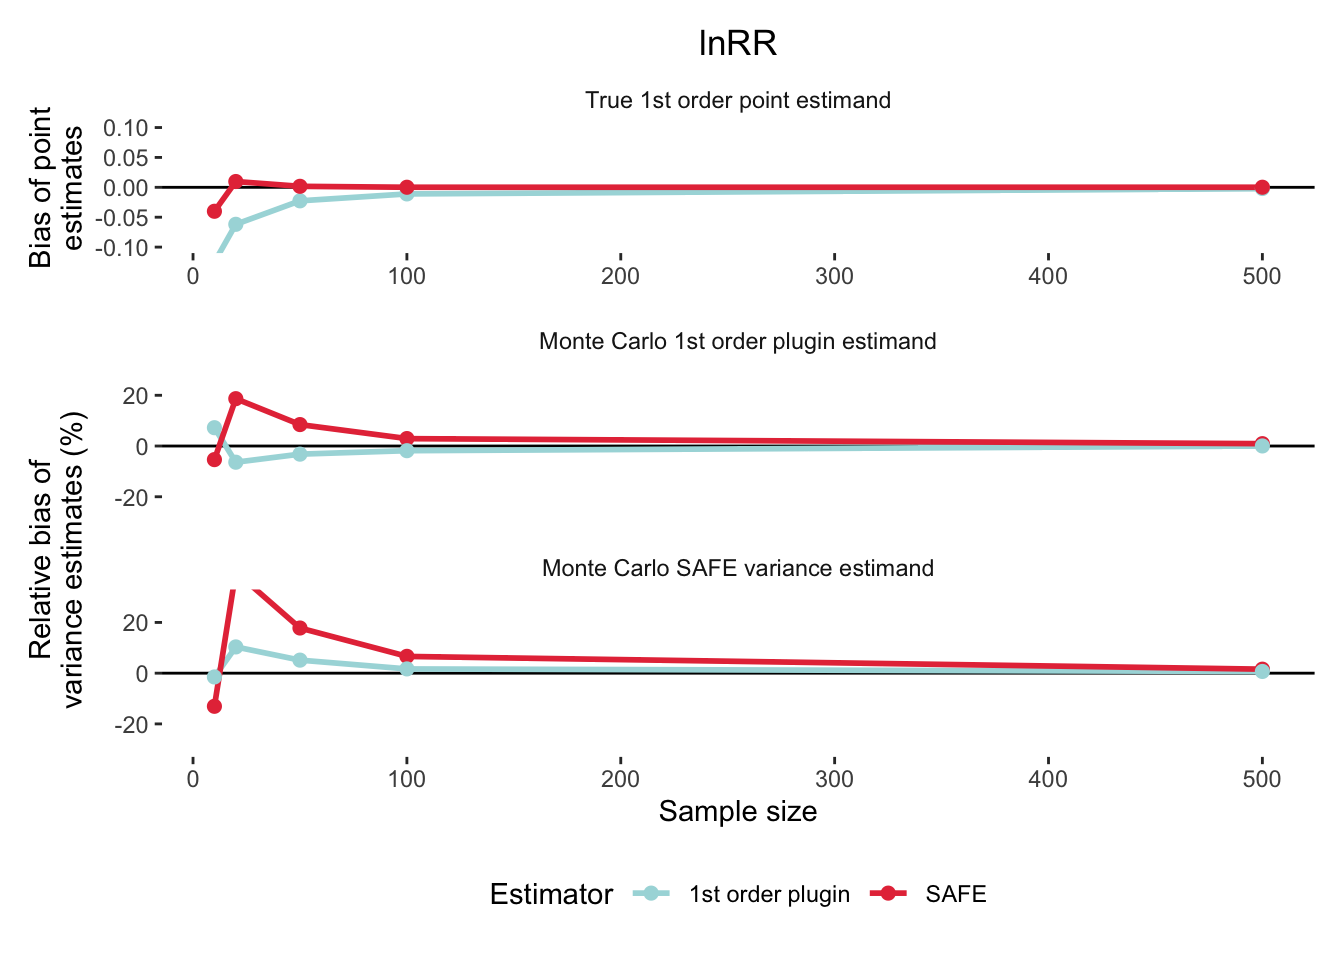 lnRR
True 1st order point estimand
Bias of point
estimates
0.10
0.05
0.00
-0.05
-0.10
0 100 200 300 400 500
Monte Carlo 1st order plugin estimand
Relative bias of
variance estimates (%)
20
0
-20
Monte Carlo SAFE variance estimand
20
0
-20
0 100 200 300 400 500
Sample size
Estimator 1st order plugin SAFE